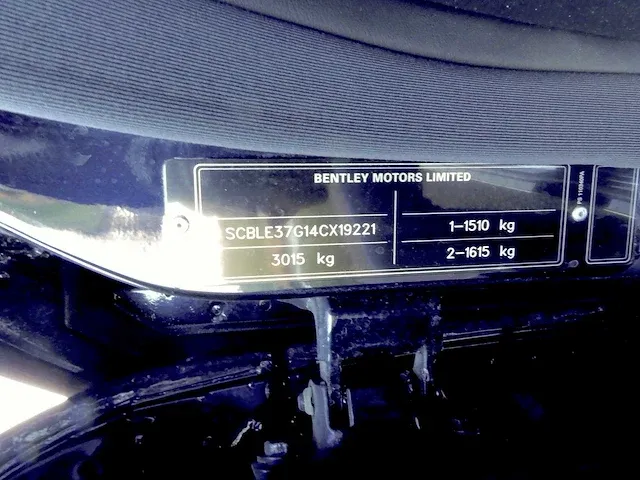 BENTLEY MOTORS LIMITED
SCBLE37G14CX19221
3015 kg
1-1510 kg
2-1615 kg